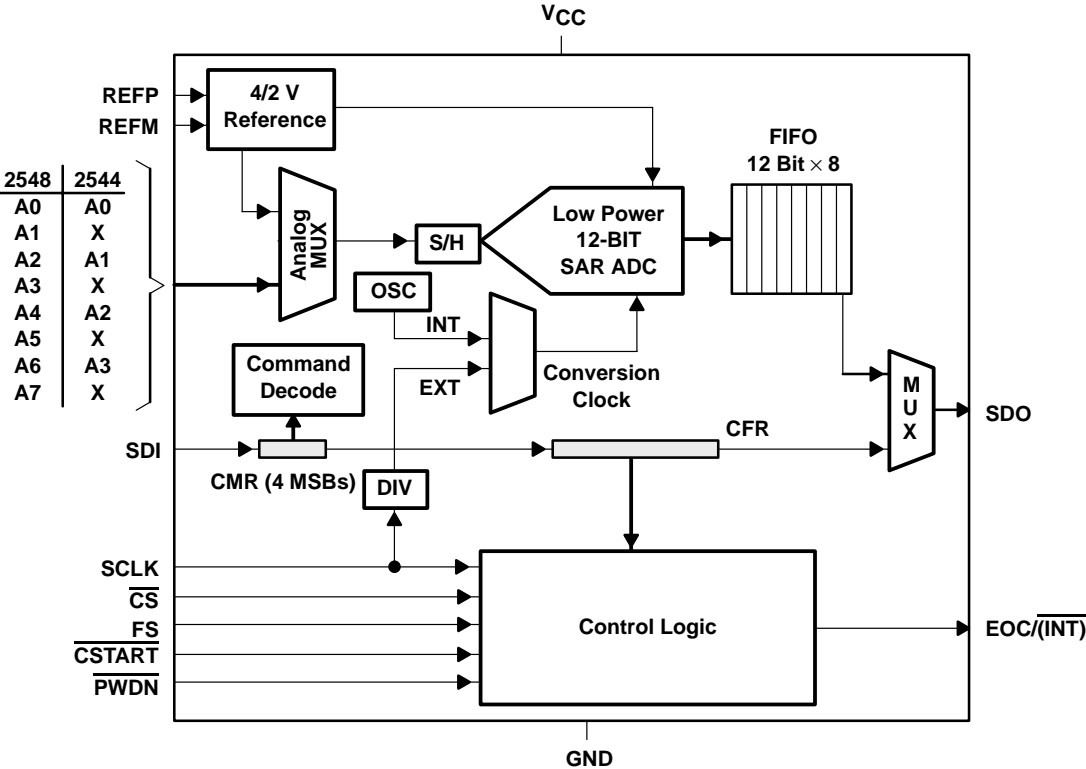 VCC
REFP
REFM
4/2 V
Reference
FIFO
12 Bit × 8
2548 2544
A0 A0
A1 X
A2 A1
A3 X
A4 A2
A5 X
A6 A3
A7 X
Analog
MUX
S/H
Low Power
12-BIT
SAR ADC
OSC
INT
EXT
Conversion
Clock
Command
Decode
MUX
SDO
SDI
CFR
CMR (4 MSBs)
DIV
SCLK
CS
FS
CSTART
PWDN
Control Logic
EOC/(INT)
GND